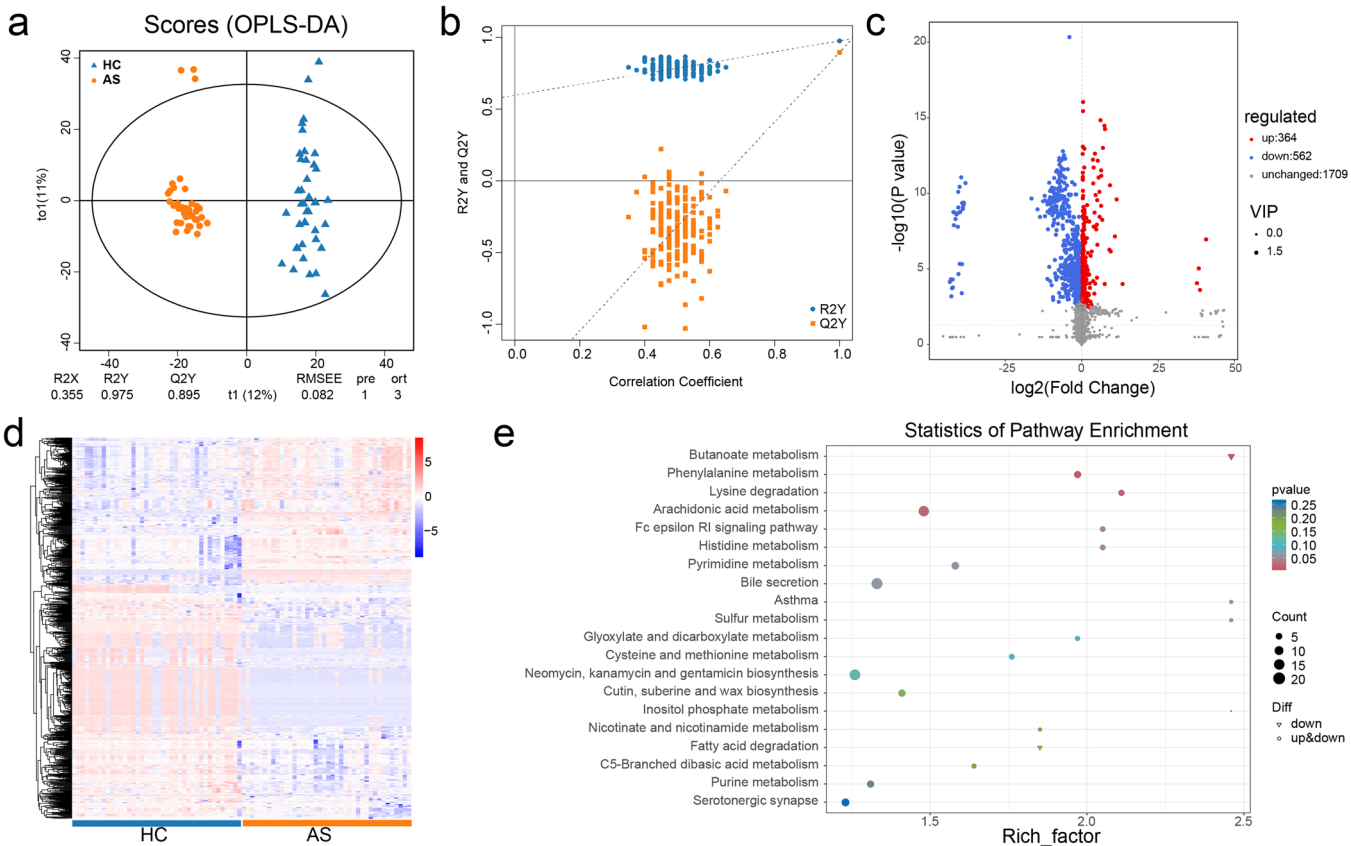 a
Scores (OPLS-DA)
HC
AS
to1(11%)
40
20
0
-20
-40
-40
-20
0
20
40
R2X
R2Y
Q2Y
RMSEE
pre
ort
0.355
0.975
0.895
t1 (12%)
0.082
1
3
b
R2Y and Q2Y
1.0
0.5
0.0
-0.5
-1.0
R2Y
Q2Y
0.0
0.2
0.4
0.6
0.8
1.0
Correlation Coefficient
c
-log10(P value)
20
15
10
5
0
-25
0
25
50
log2(Fold Change)
regulated
up:364
down:562
unchanged:1709
VIP
0.0
1.5
d
5
0
−5
HC
AS
e
Statistics of Pathway Enrichment
Butanoate metabolism
Phenylalanine metabolism
Lysine degradation
Arachidonic acid metabolism
Fc epsilon RI signaling pathway
Histidine metabolism
Pyrimidine metabolism
Bile secretion
Asthma
Sulfur metabolism
Glyoxylate and dicarboxylate metabolism
Cysteine and methionine metabolism
Neomycin, kanamycin and gentamicin biosynthesis
Cutin, suberine and wax biosynthesis
Inositol phosphate metabolism
Nicotinate and nicotinamide metabolism
Fatty acid degradation
C5-Branched dibasic acid metabolism
Purine metabolism
Serotonergic synapse
1.5
2.0
2.5
Rich_factor
pvalue
0.25
0.20
0.15
0.10
0.05
Count
5
10
15
20
Diff
down
up&down